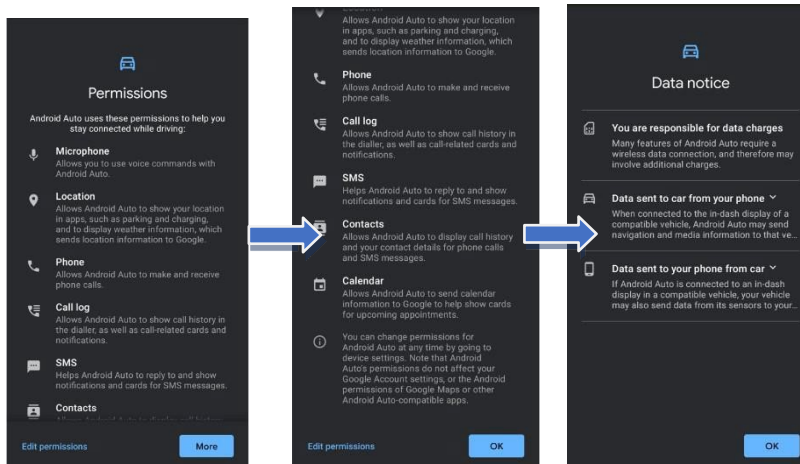 Permissions
Android Auto uses these permissions to help you
stay connected while driving:
Microphone
Allows you to use voice commands with
Android Auto.
Location
Allows Android Auto to show your location
in apps, such as parking and charging,
and to display weather information, which
sends location information to Google.
Phone
Allows Android Auto to make and receive
phone calls.
Call log
Allows Android Auto to show call history in
the dialler, as well as call-related cards and
notifications.
SMS
Helps Android Auto to reply to and show
notifications and cards for SMS messages.
Contacts
Edit permissions
More
Allows Android Auto to show your location
in apps, such as parking and charging,
and to display weather information, which
sends location information to Google.
Phone
Allows Android Auto to make and receive
phone calls.
Call log
Allows Android Auto to show call history in
the dialler, as well as call-related cards and
notifications.
SMS
Helps Android Auto to reply to and show
notifications and cards for SMS messages.
Contacts
Allows Android Auto to display call history
and your contact details for phone calls
and SMS messages.
Calendar
Allows Android Auto to send calendar
information to Google to help show cards
for upcoming appointments.
You can change permissions for
Android Auto at any time by going to
device settings. Note that Android
Auto's permissions do not affect your
Google Account settings, or the Android
permissions of Google Maps or other
Android Auto-compatible apps.
Edit permissions
OK
Data notice
You are responsible for data charges
Many features of Android Auto require a
wireless data connection, and therefore may
involve additional charges.
Data sent to car from your phone
When connected to the in-dash display of a
compatible vehicle, Android Auto may send
navigation and media information to that ve...
Data sent to your phone from car
If Android Auto is connected to an in-dash
display in a compatible vehicle, your vehicle
may also send data from its sensors to your...
OK